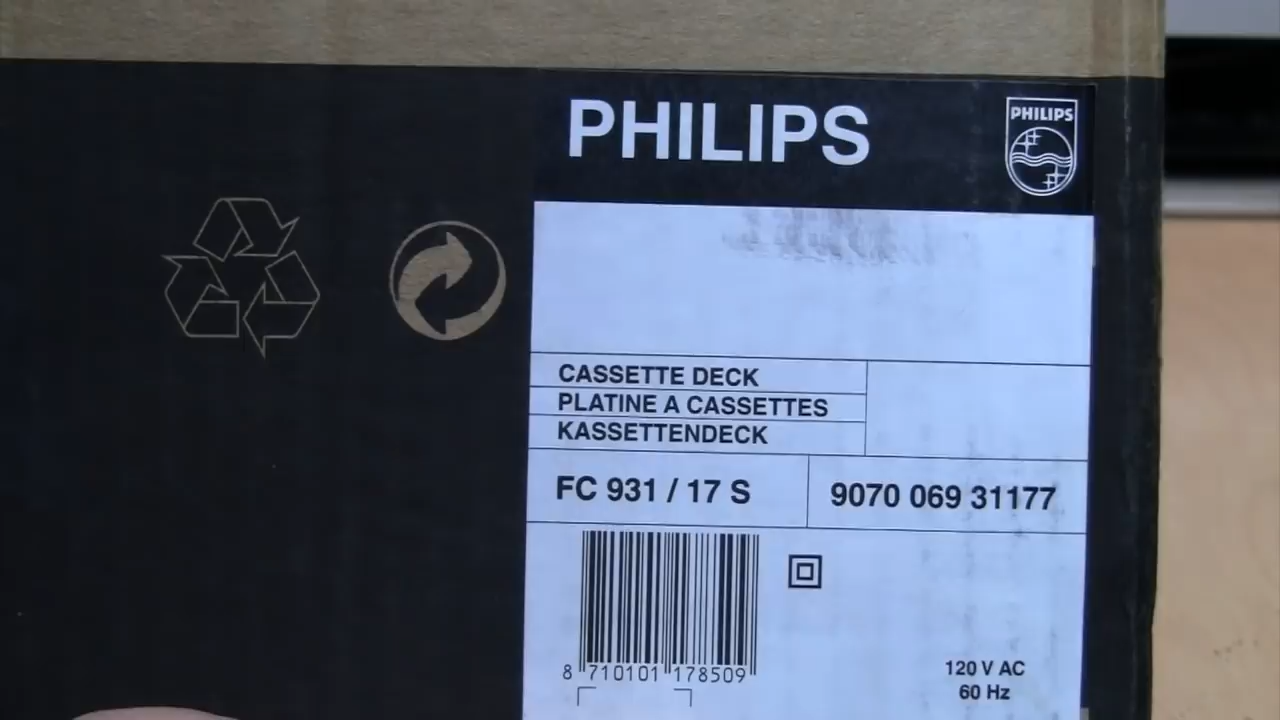 PHILIPS
PHILIPS
CASSETTE DECK
PLATINE A CASSETTES
KASSETTENDECK
FC 931 / 17 S
9070 069 31177
8 710101 178509
120 V AC
60 Hz